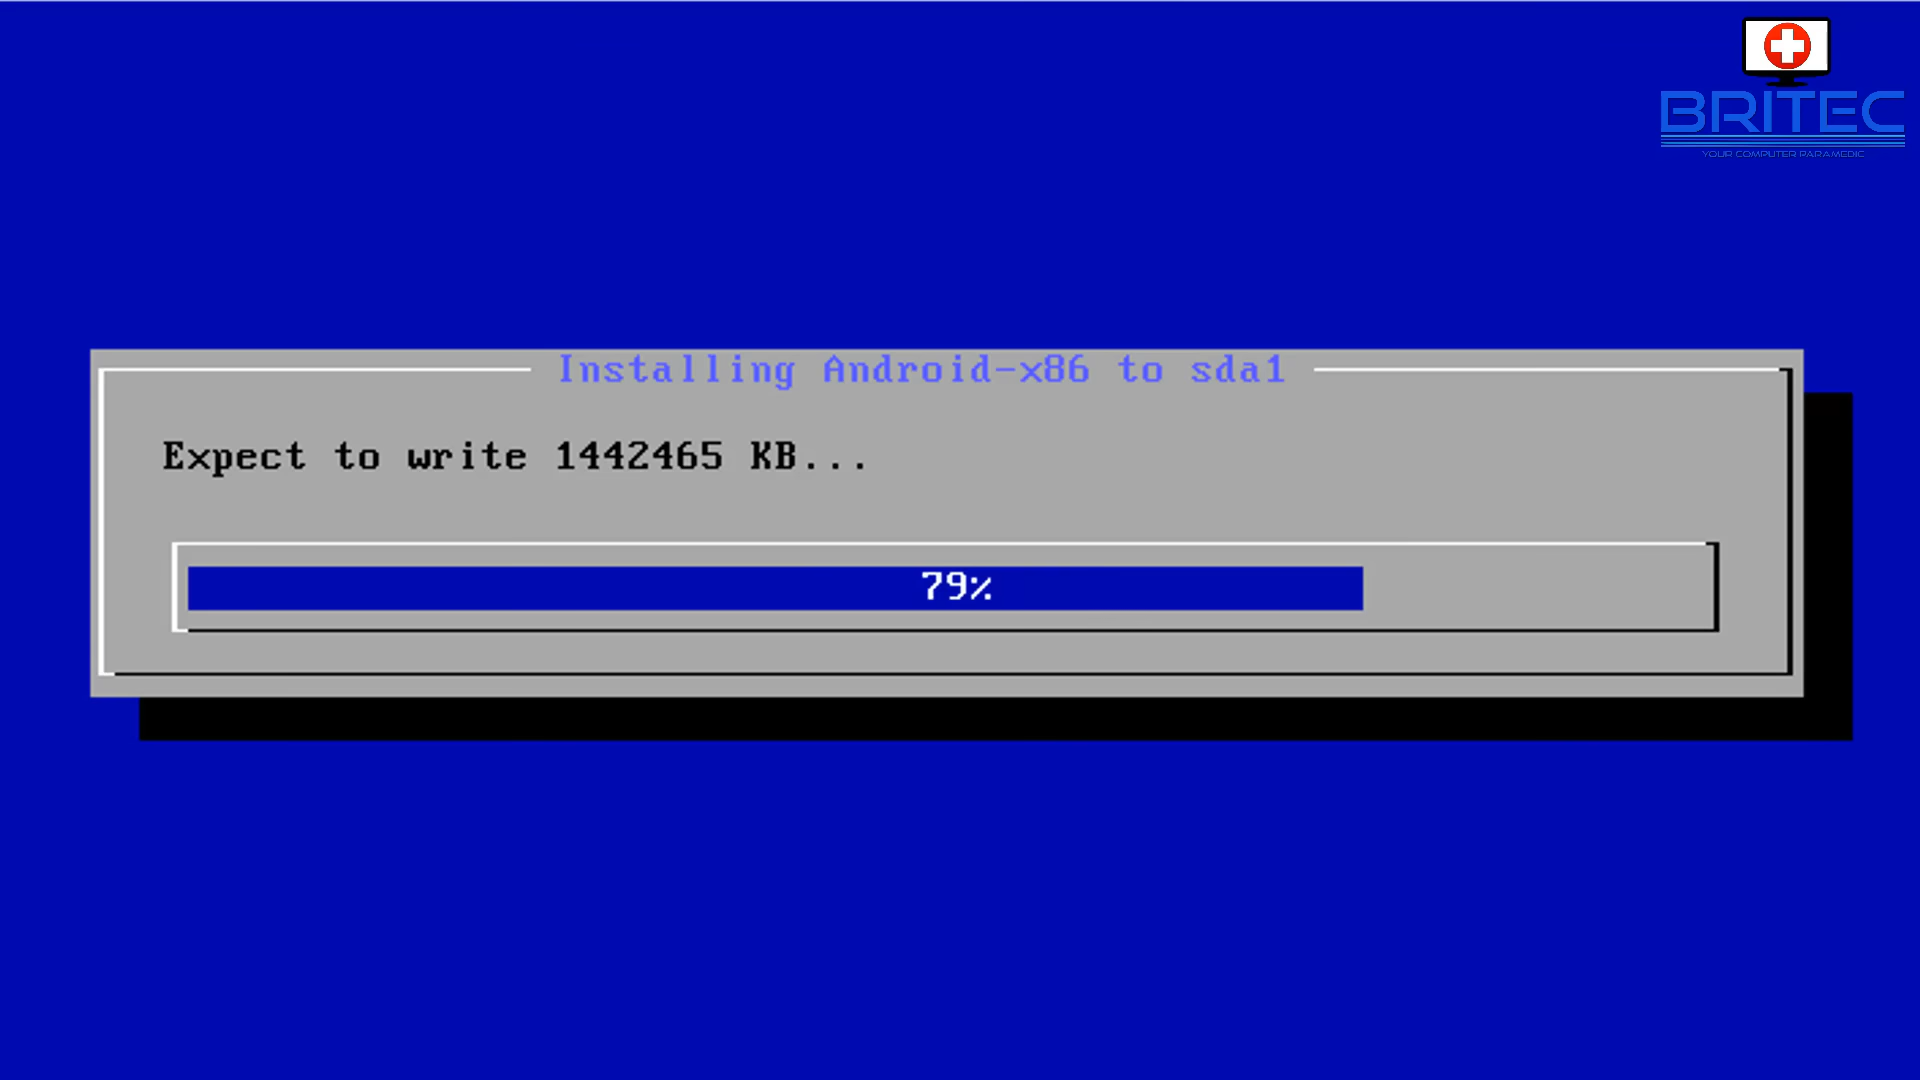 BRITEC
YOUR COMPUTER PARAMEDIC
Installing Android-x86 to sda1
Expect to write 1442465 KB...
79%